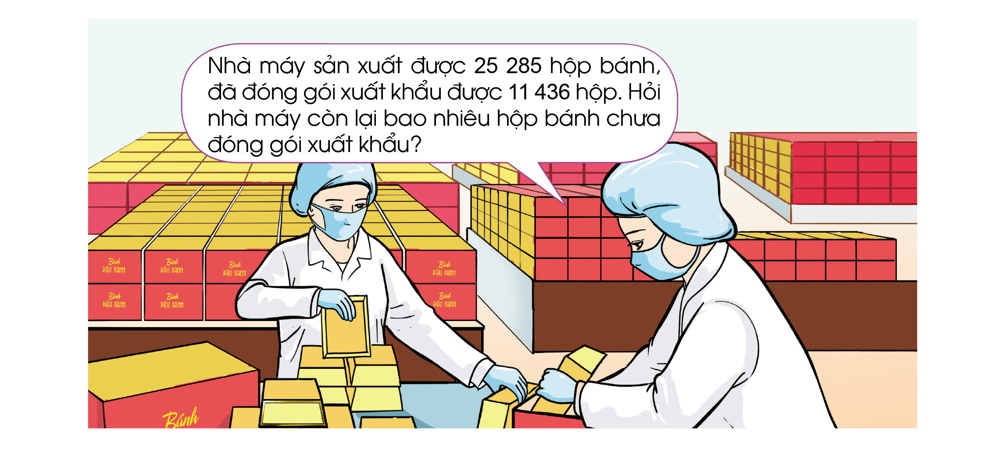 Nhà máy sản xuất được 25 285 hộp bánh,
đã đóng gói xuất khẩu được 11 436 hộp. Hỏi
nhà máy còn lại bao nhiêu hộp bánh chưa
đóng gói xuất khẩu?
Bánh
ĐẬU XANH
Bánh
ĐẬU XANH
Bánh
ĐẬU XANH
Bánh
ĐẬU XANH
Bánh
ĐẬU XANH
Bánh
ĐẬU XANH
Bánh
ĐẬU XANH
Bánh